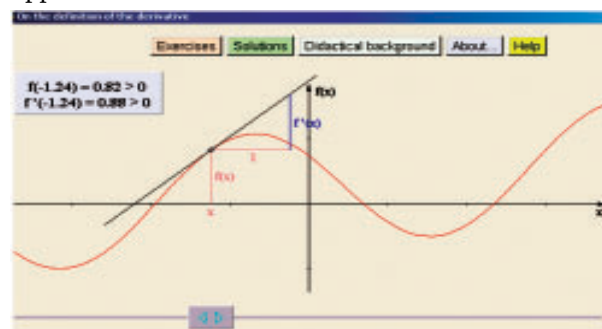 On the definition of the derivative
Exercises Solutions Didactical background About... Help
f(-1.24) = 0.82 > 0
f'(-1.24) = 0.88 > 0
f(x)
f'(x)
1
f(x)
x
x